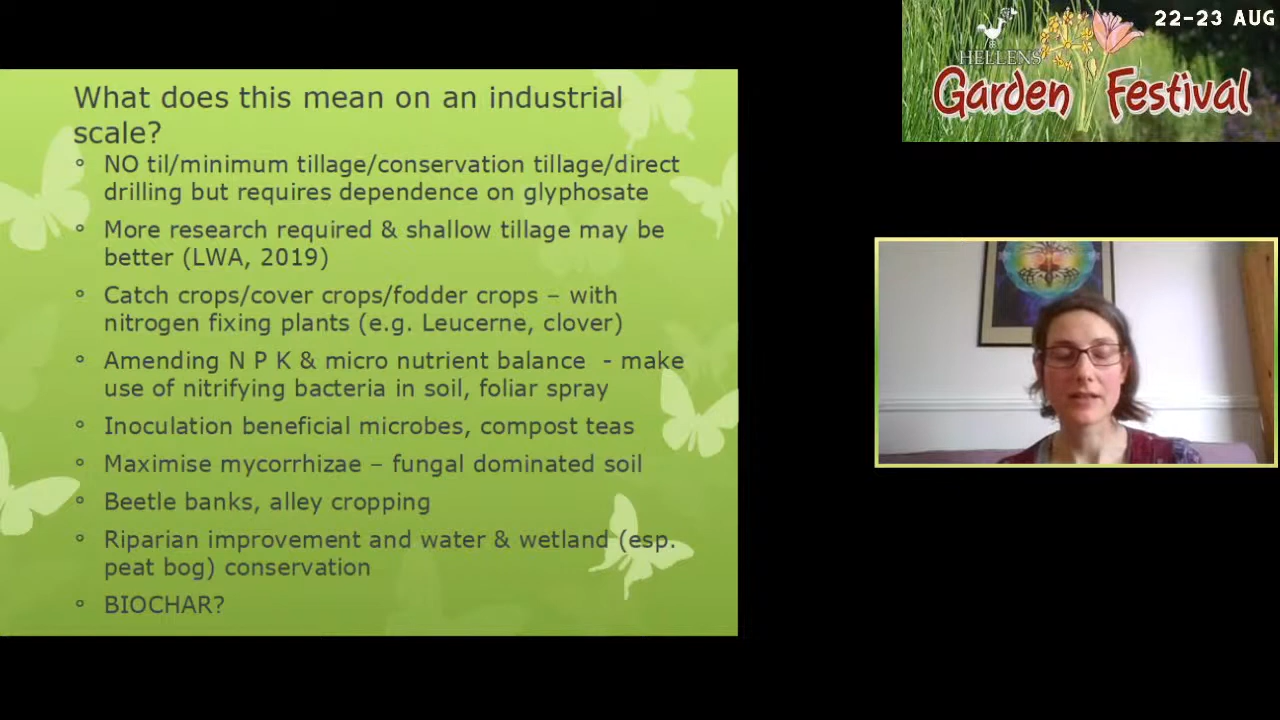 What does this mean on an industrial
scale?
NO til/minimum tillage/conservation tillage/direct
drilling but requires dependence on glyphosate
More research required & shallow tillage may be
better (LWA, 2019)
Catch crops/cover crops/fodder crops – with
nitrogen fixing plants (e.g. Leucerne, clover)
Amending N P K & micro nutrient balance - make
use of nitrifying bacteria in soil, foliar spray
Inoculation beneficial microbes, compost teas
Maximise mycorrhizae – fungal dominated soil
Beetle banks, alley cropping
Riparian improvement and water & wetland (esp.
peat bog) conservation
BIOCHAR?
22-23 AUG
HELLENS
Garden Festival